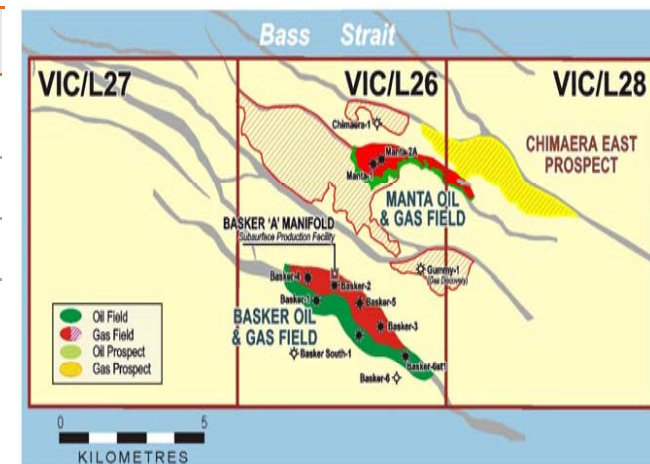 Bass Strait
VIC/L27
VIC/L26
VIC/L28
Chimaera-1
CHIMAERA EAST
PROSPECT
Manta-2A
Manta-1
MANTA OIL
& GAS FIELD
BASKER 'A' MANIFOLD
Subsurface Production Facility
Gummy-1
(Gas Discovery)
Basker-4
Basker-2
Basker-1
Basker-5
BASKER OIL
& GAS FIELD
Basker-3
Basker South-1
Basker-6st1
Basker-6
Oil Field
Gas Field
Oil Prospect
Gas Prospect
0 5
KILOMETRES